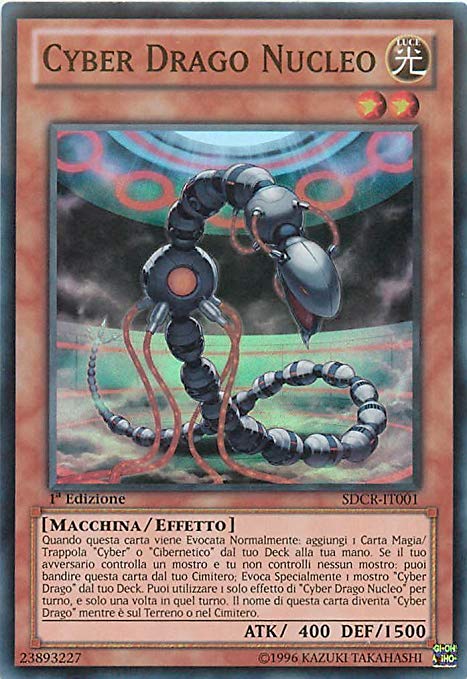 Cyber Drago Nucleo
LUCE
光
1ª Edizione
SDCR-IT001
[Macchina/Effetto]
Quando questa carta viene Evocata Normalmente: aggiungi 1 Carta Magia/
Trappola "Cyber" o "Cibernetico" dal tuo Deck alla tua mano. Se il tuo
avversario controlla un mostro e tu non controlli nessun mostro: puoi
bandire questa carta dal tuo Cimitero; Evoca Specialmente 1 mostro "Cyber
Drago" dal tuo Deck. Puoi utilizzare 1 solo effetto di "Cyber Drago Nucleo" per
turno, e solo una volta in quel turno. Il nome di questa carta diventa "Cyber
Drago" mentre è sul Terreno o nel Cimitero.
ATK/ 400 DEF/1500
23893227
©1996 KAZUKI TAKAHASHI